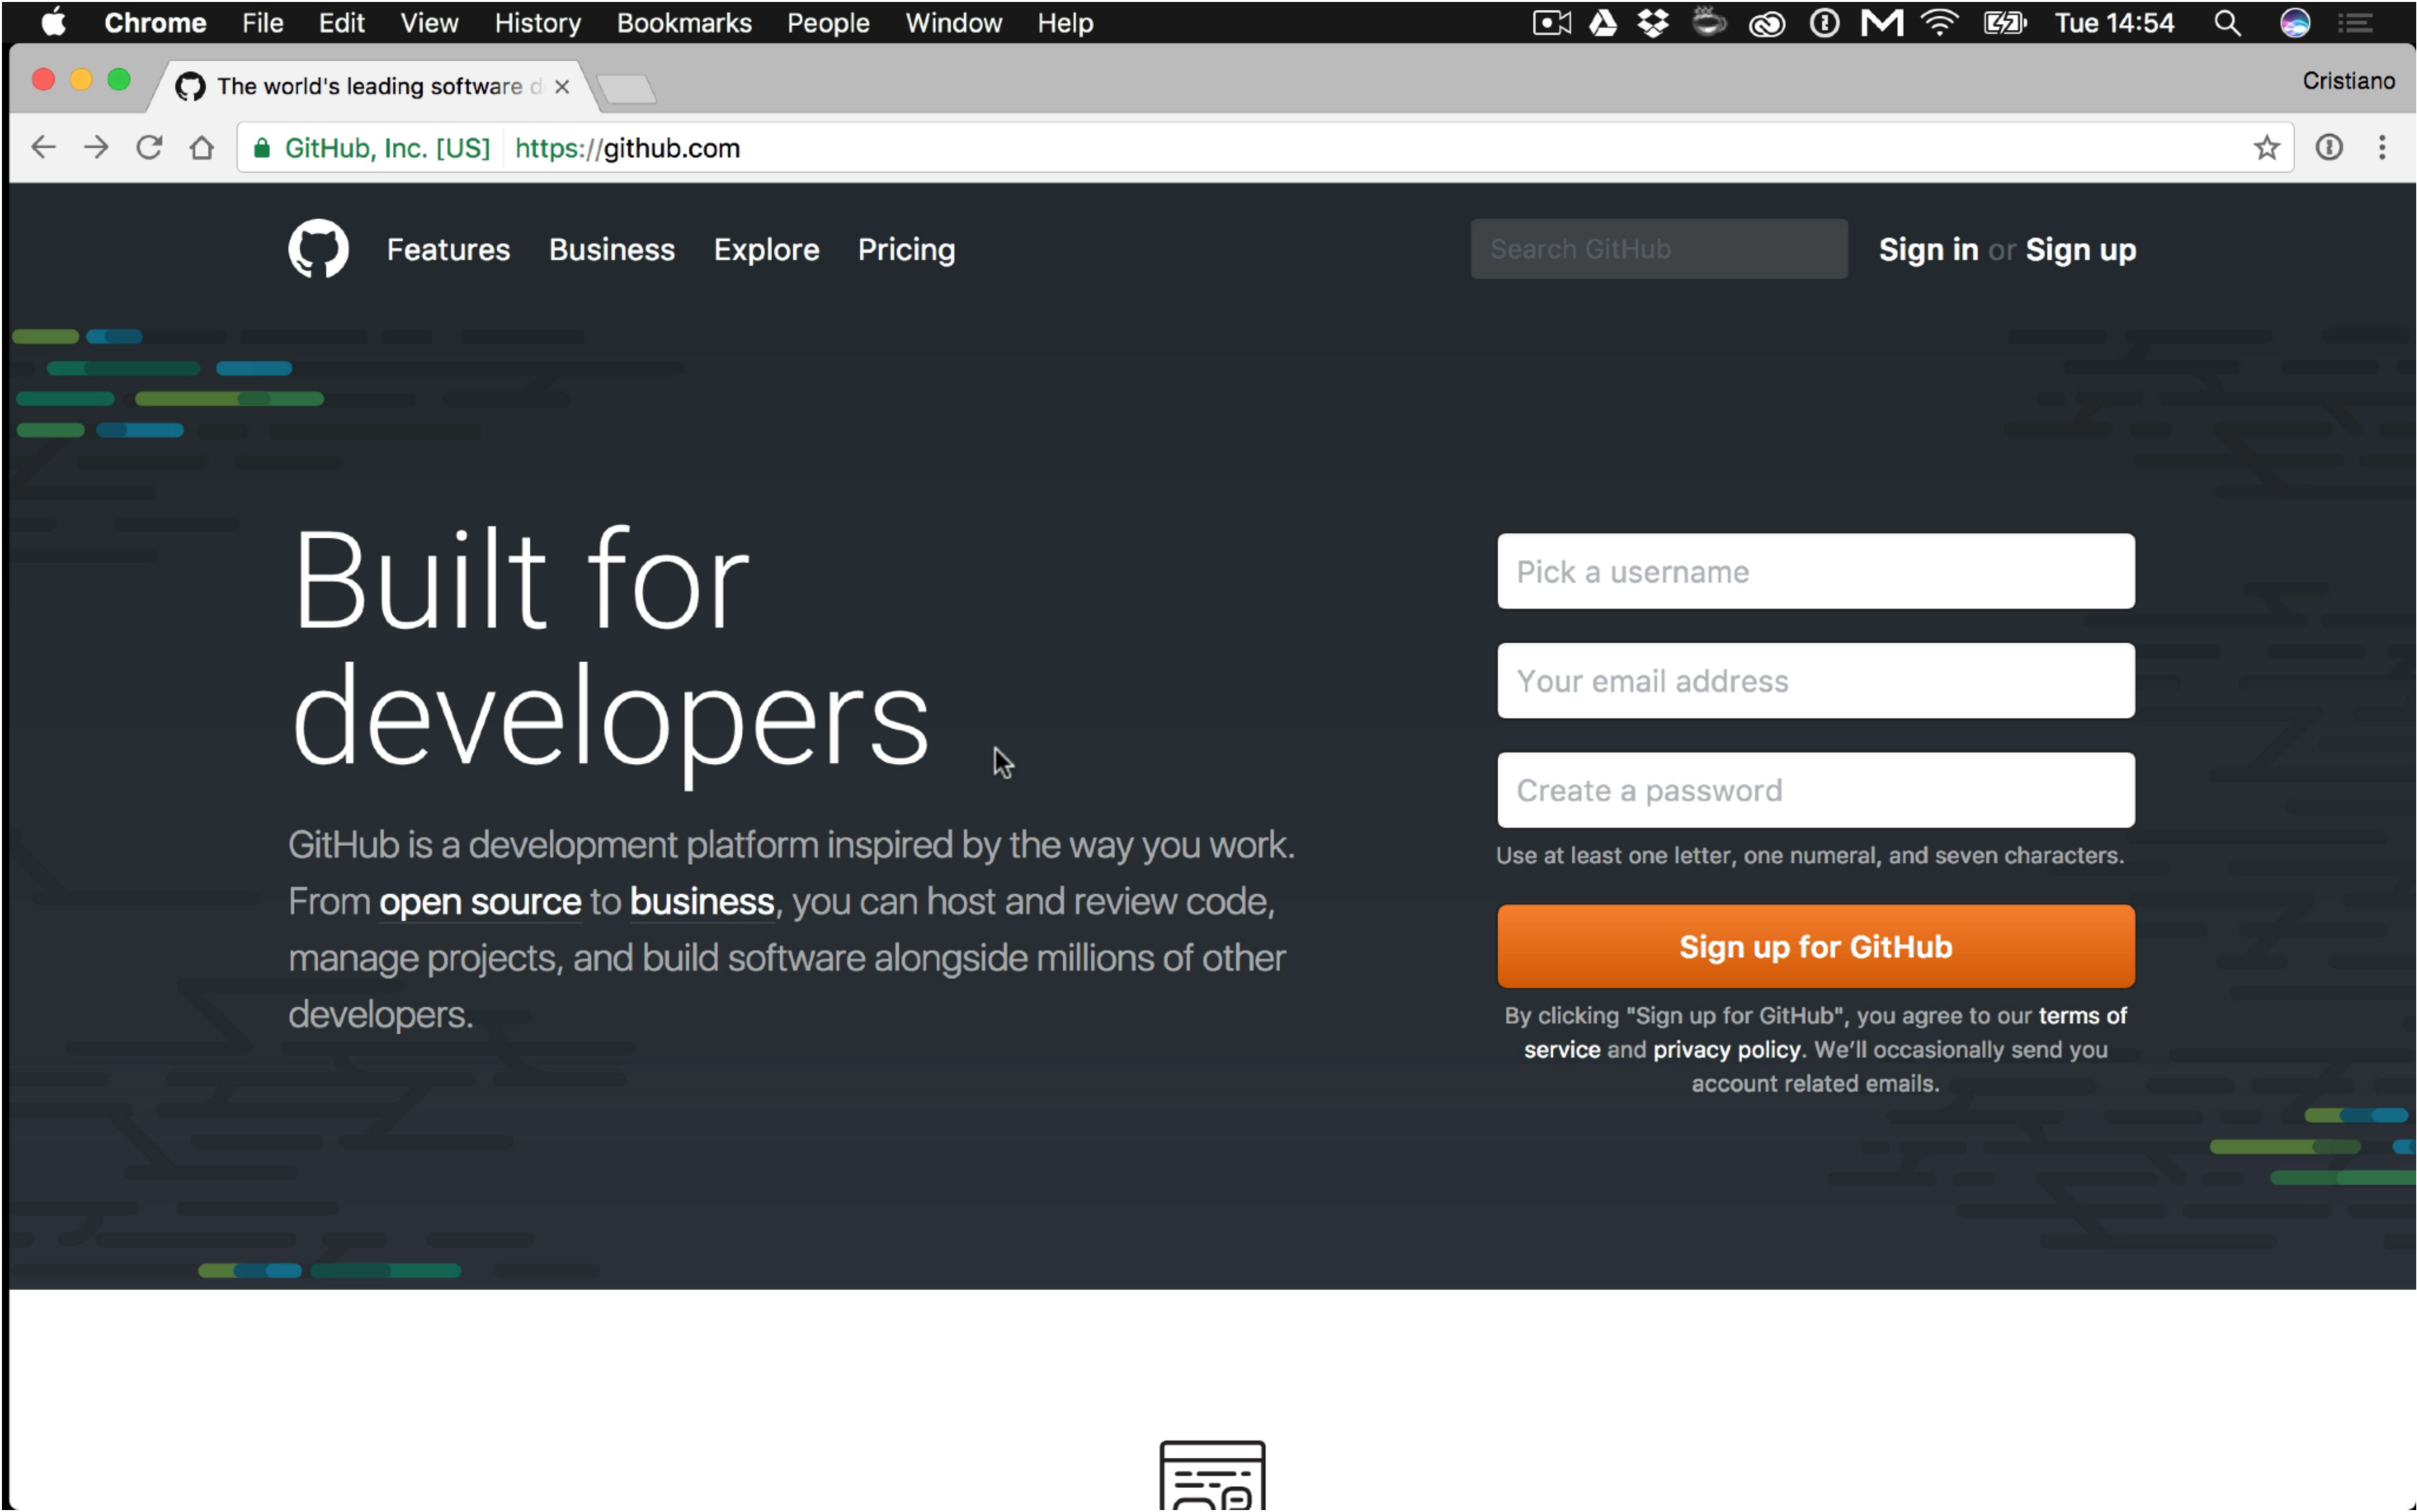 Chrome File Edit View History Bookmarks People Window Help Tue 14:54
The world's leading software d Cristiano
GitHub, Inc. [US] https://github.com
Features Business Explore Pricing Search GitHub Sign in or Sign up
Built for
developers
GitHub is a development platform inspired by the way you work.
From open source to business, you can host and review code,
manage projects, and build software alongside millions of other
developers.
Pick a username
Your email address
Create a password
Use at least one letter, one numeral, and seven characters.
Sign up for GitHub
By clicking "Sign up for GitHub", you agree to our terms of
service and privacy policy. We’ll occasionally send you
account related emails.